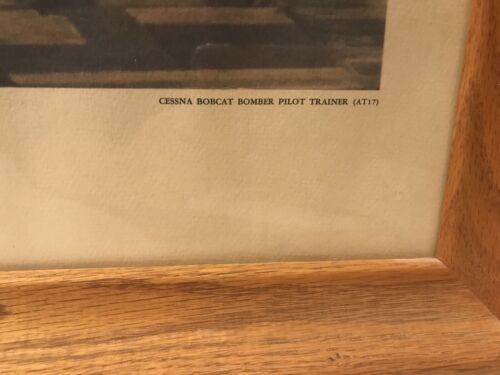 CESSNA BOBCAT BOMBER PILOT TRAINER (AT17)